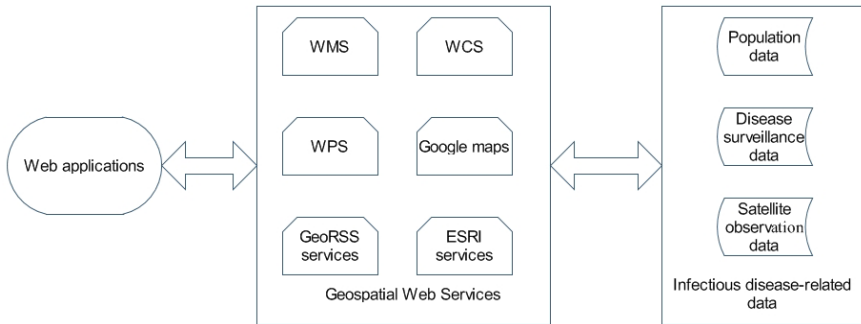 Web applications
WMS
WCS
WPS
Google maps
GeoRSS
services
ESRI
services
Geospatial Web Services
Population
data
Disease
surveillance
data
Satellite
observation
data
Infectious disease-related
data